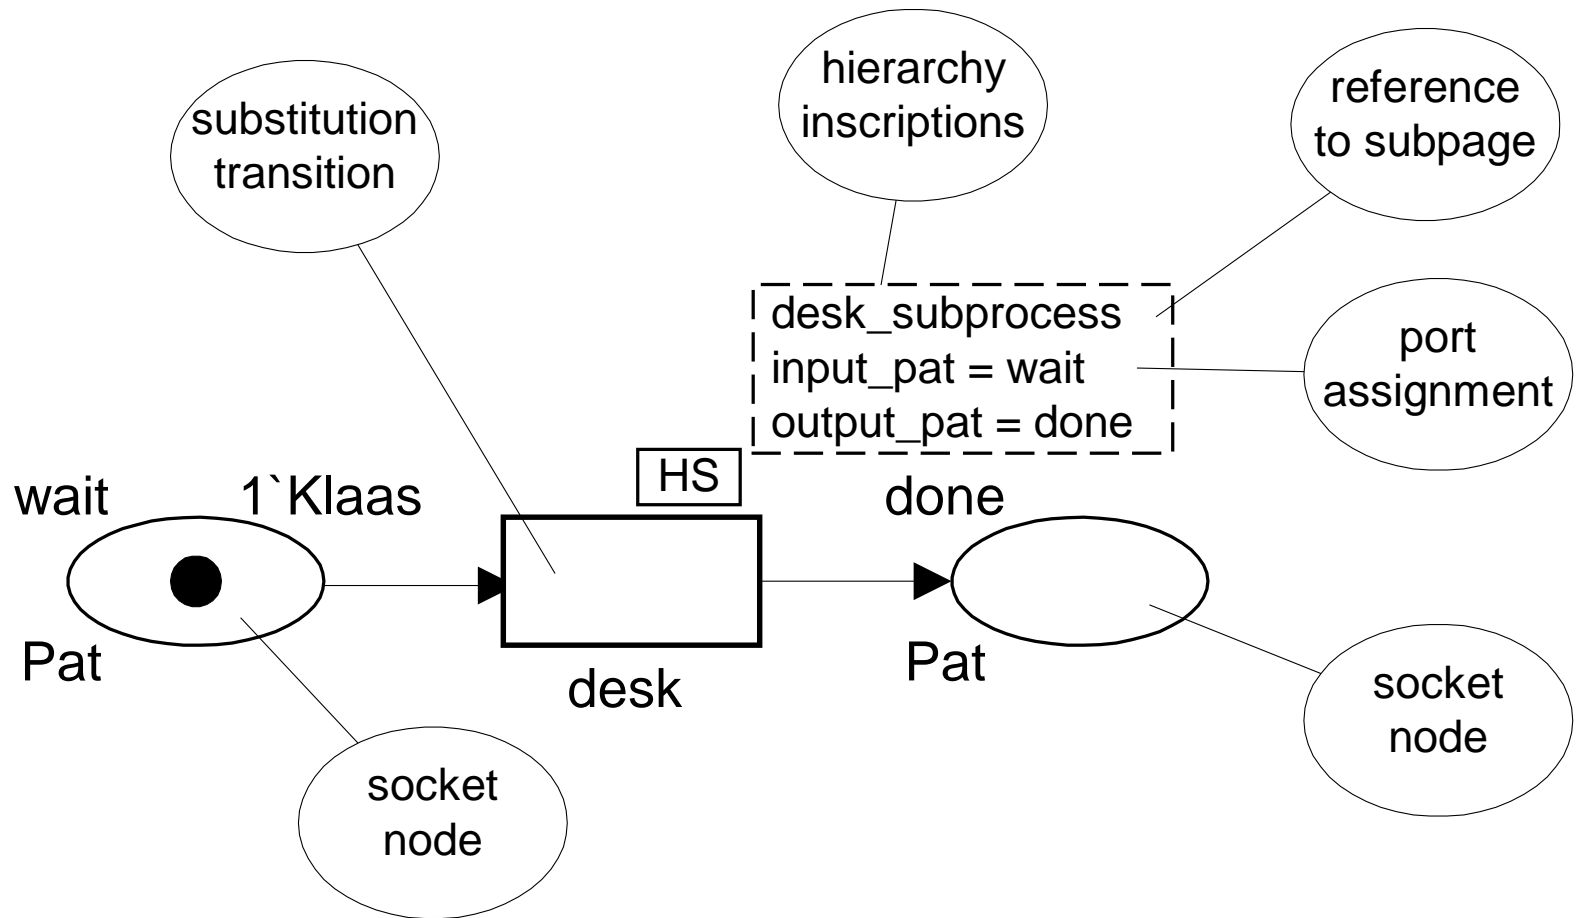 hierarchy
inscriptions
reference
to subpage
substitution
transition
desk_subprocess
input_pat = wait
output_pat = done
port
assignment
HS
wait
1`Klaas
done
Pat
desk
Pat
socket
node
socket
node